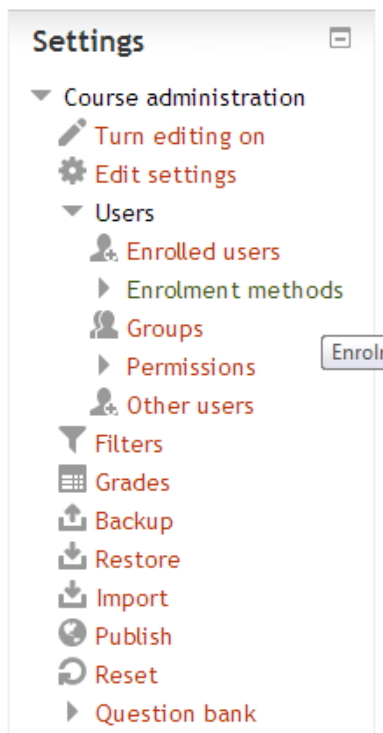 Settings
Course administration
Turn editing on
Edit settings
Users
Enrolled users
Enrolment methods
Groups
Permissions
Other users
Filters
Grades
Backup
Restore
Import
Publish
Reset
Question bank